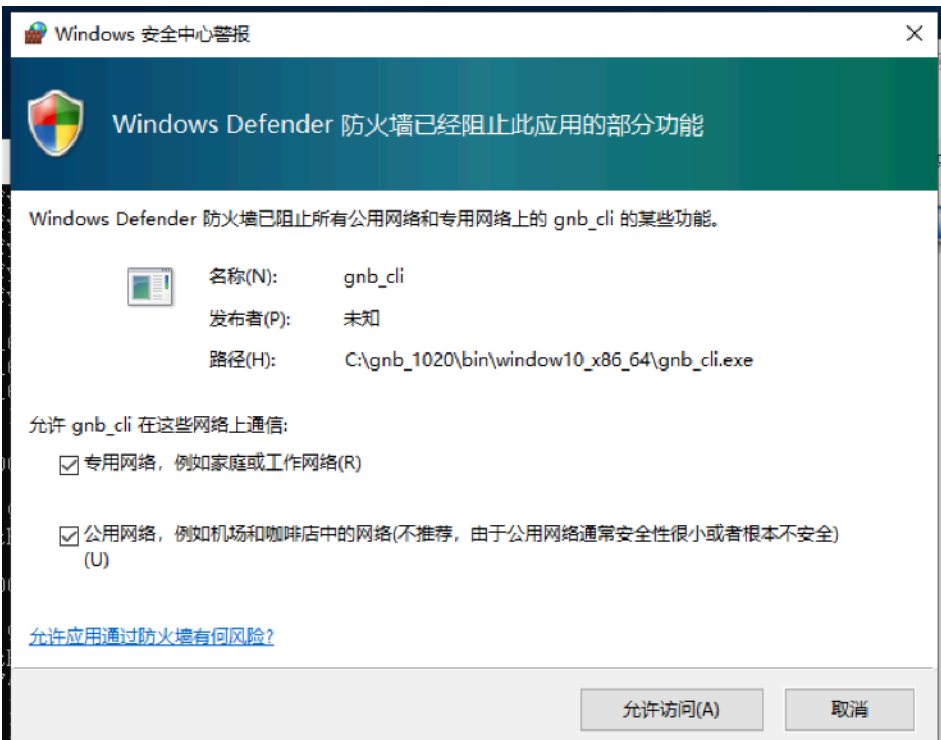 Windows 安全中心警报
Windows Defender 防火墙已经阻止此应用的部分功能
Windows Defender 防火墙已阻止所有公用网络和专用网络上的 gnb_cli 的某些功能。
名称(N): gnb_cli
发布者(P): 未知
路径(H): C:\gnb_1020\bin\window10_x86_64\gnb_cli.exe
允许 gnb_cli 在这些网络上通信:
专用网络，例如家庭或工作网络(R)
公用网络，例如机场和咖啡店中的网络(不推荐，由于公用网络通常安全性很小或者根本不安全)
(U)
允许应用通过防火墙有何风险?
允许访问(A) 取消